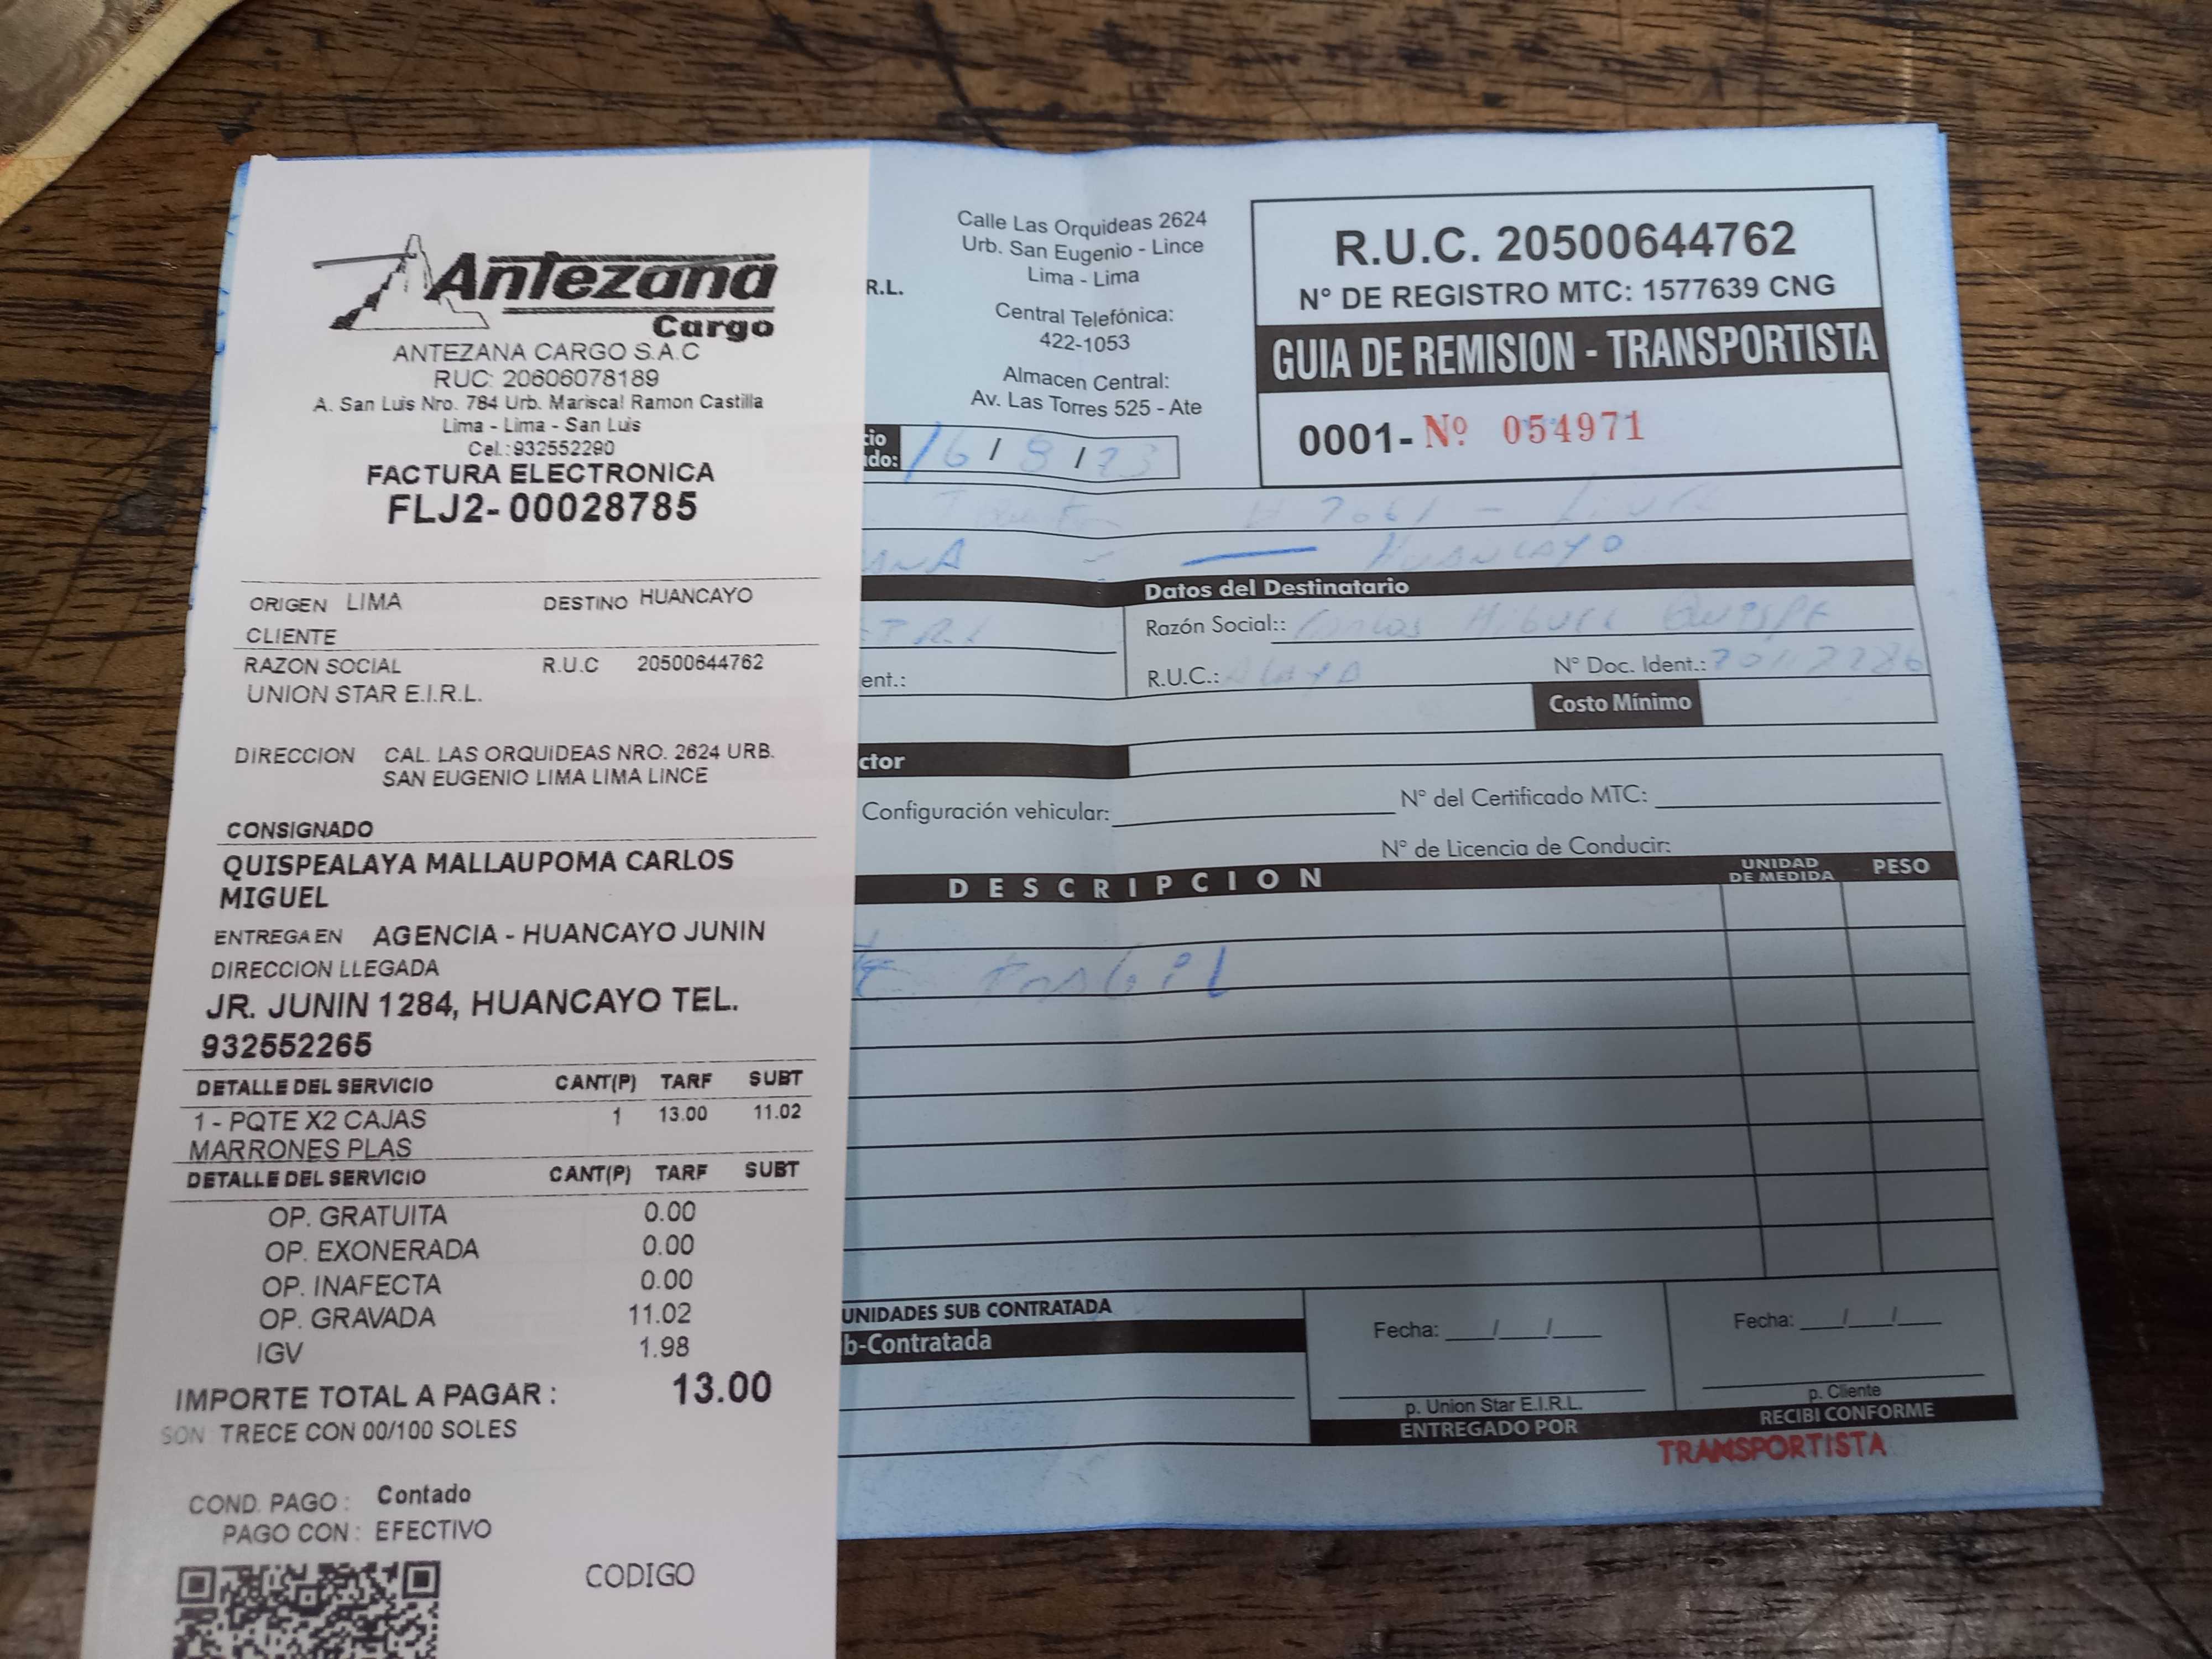 Antezana
Cargo
ANTEZANA CARGO S.A.C
RUC: 20606078189
A. San Luis Nro. 784 Urb. Mariscal Ramon Castilla
Lima - Lima - San Luis
Cel.:932552290
FACTURA ELECTRONICA
FLJ2-00028785
ORIGEN LIMA DESTINO HUANCAYO
CLIENTE
RAZON SOCIAL R.U.C 20500644762
UNION STAR E.I.R.L.
DIRECCION CAL. LAS ORQUIDEAS NRO. 2624 URB.
SAN EUGENIO LIMA LIMA LINCE
CONSIGNADO
QUISPEALAYA MALLAUPOMA CARLOS
MIGUEL
ENTREGA EN AGENCIA - HUANCAYO JUNIN
DIRECCION LLEGADA
JR. JUNIN 1284, HUANCAYO TEL.
932552265
DETALLE DEL SERVICIO CANT(P) TARF SUBT
1 - PQTE X2 CAJAS 1 13.00 11.02
MARRONES PLAS
DETALLE DEL SERVICIO CANT(P) TARF SUBT
OP. GRATUITA 0.00
OP. EXONERADA 0.00
OP. INAFECTA 0.00
OP. GRAVADA 11.02
IGV 1.98
IMPORTE TOTAL A PAGAR : 13.00
SON TRECE CON 00/100 SOLES
COND. PAGO : Contado
PAGO CON : EFECTIVO
CODIGO
R.L.
Calle Las Orquideas 2624
Urb. San Eugenio - Lince
Lima - Lima
Central Telefónica:
422-1053
Almacen Central:
Av. Las Torres 525 - Ate
R.U.C. 20500644762
N° DE REGISTRO MTC: 1577639 CNG
GUIA DE REMISION - TRANSPORTISTA
0001- Nº 054971
cio
do: 16 / 8 / 23
ANA - HUANCAYO
Datos del Destinatario
Razón Social:: Carlos Miguel Quispe
ent.:
R.U.C.: Alaya N° Doc. Ident.:
Costo Mínimo
ctor
Configuración vehicular: N° del Certificado MTC:
N° de Licencia de Conducir:
DESCRIPCION UNIDAD DE MEDIDA PESO
UNIDADES SUB CONTRATADA
b-Contratada
Fecha: / /
Fecha: / /
p. Union Star E.I.R.L.
ENTREGADO POR
p. Cliente
RECIBI CONFORME
TRANSPORTISTA